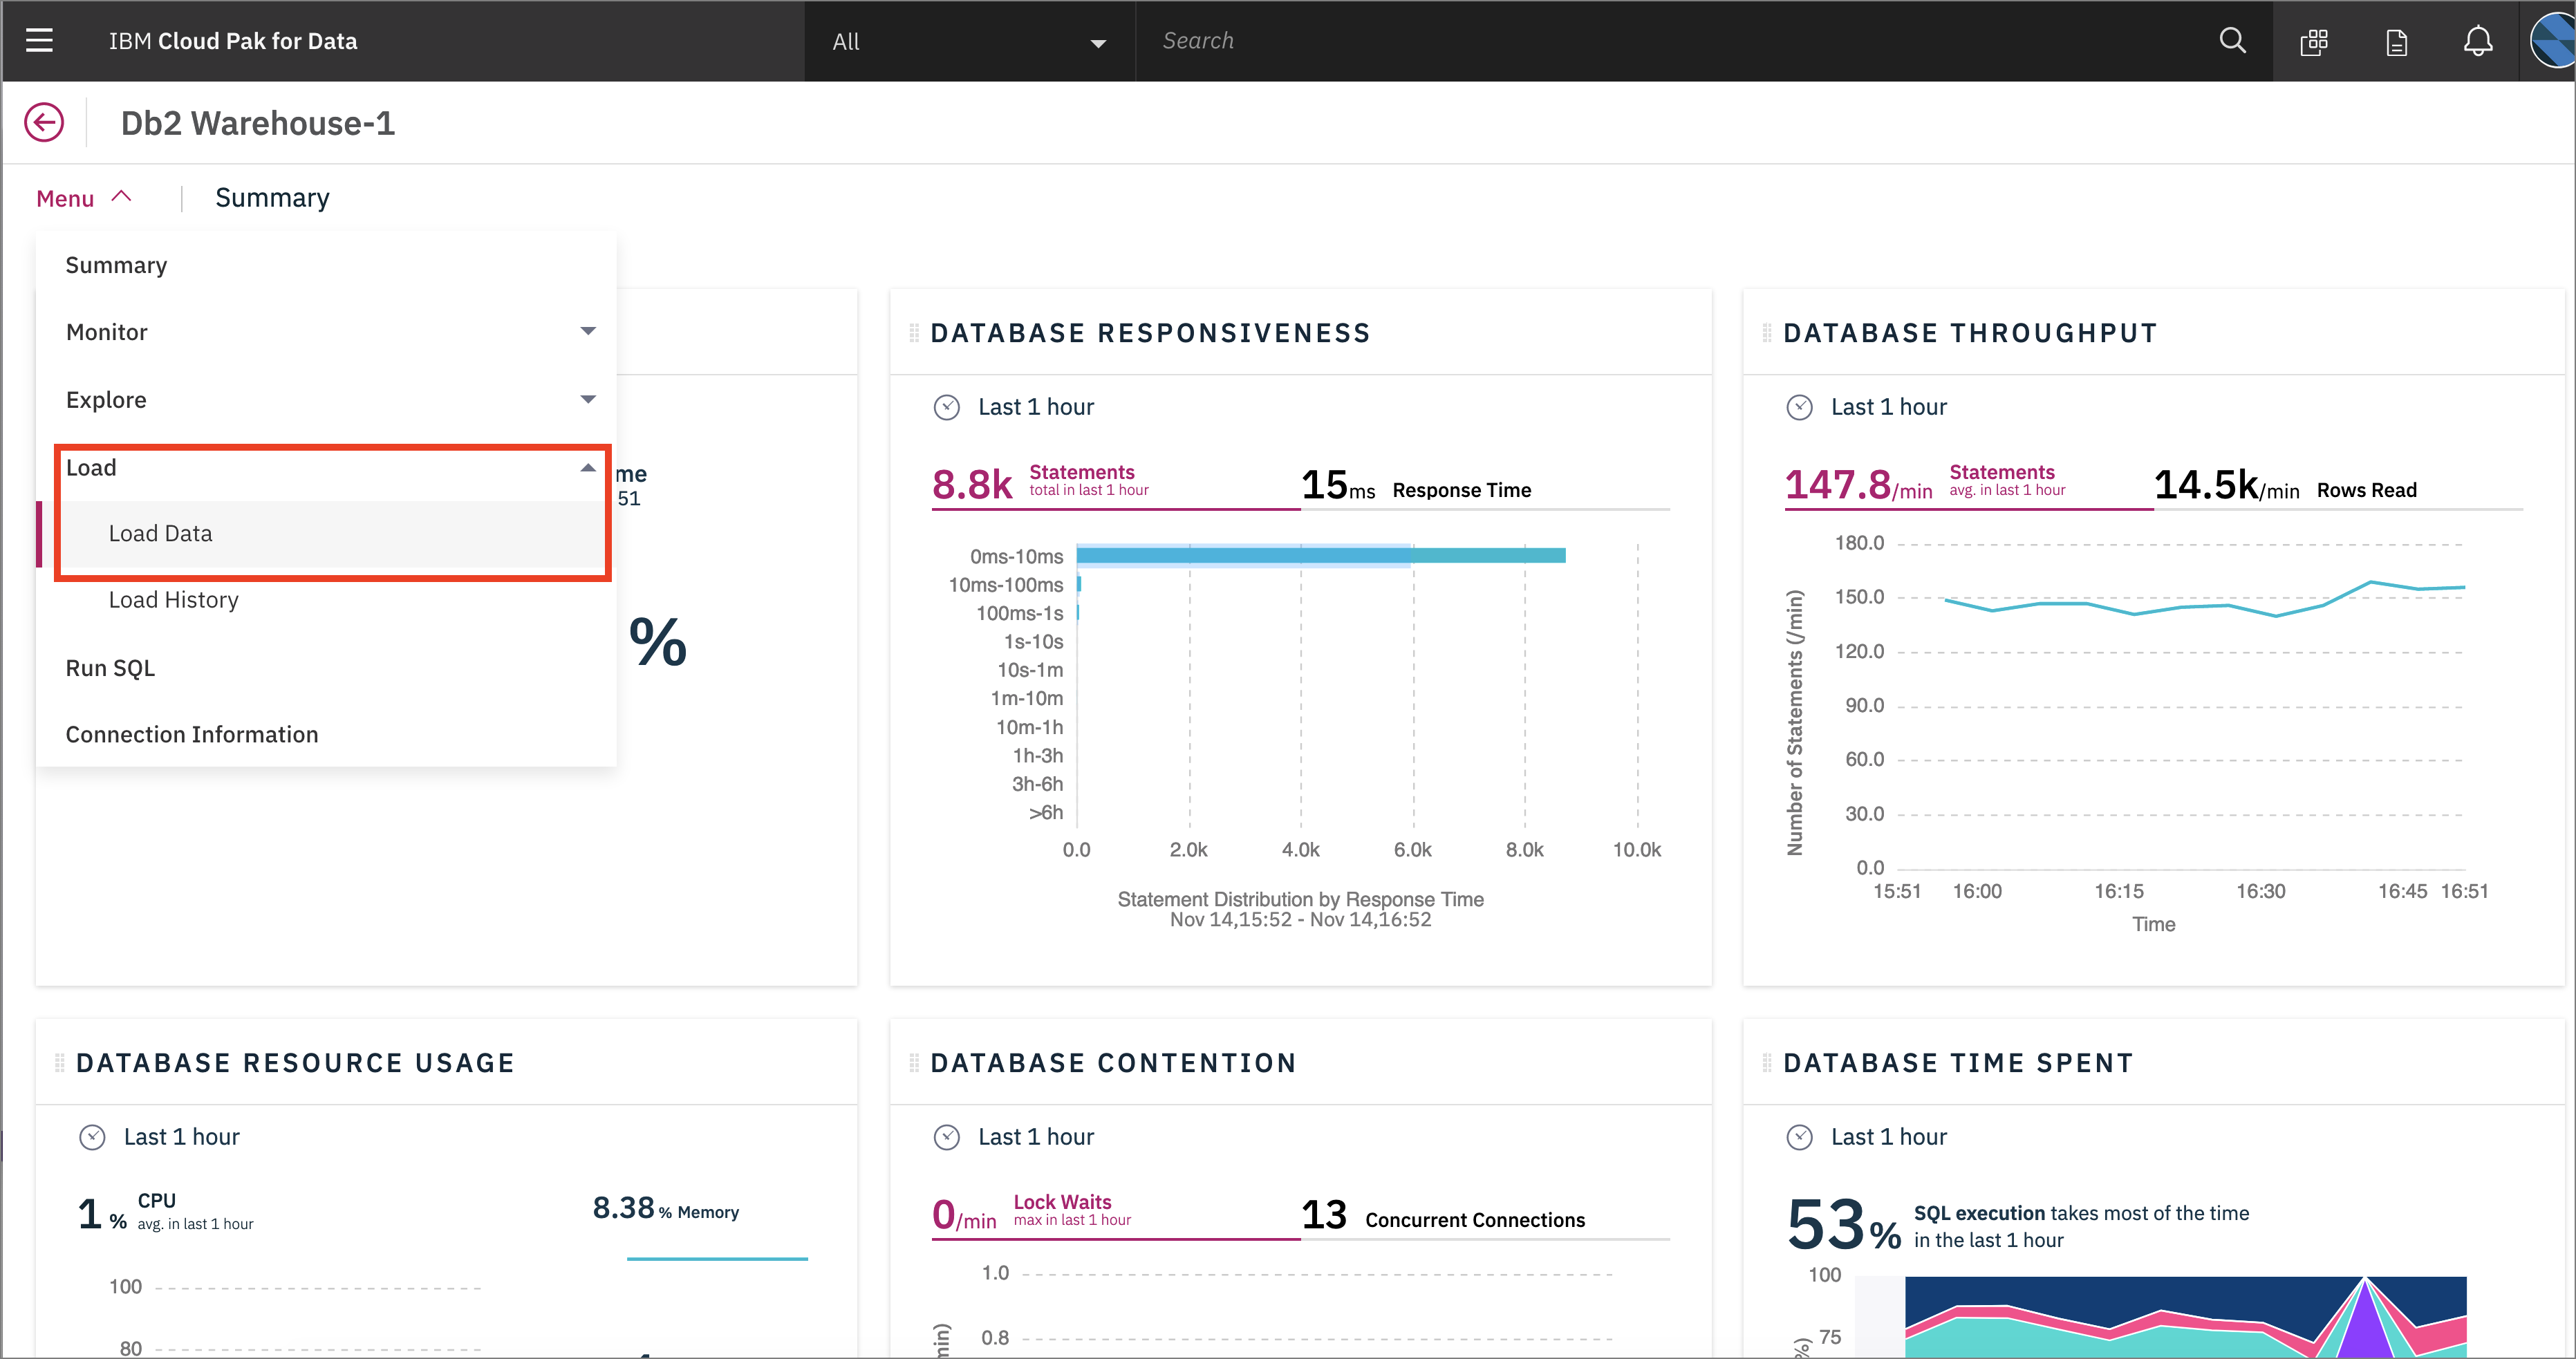 IBM Cloud Pak for Data
All
Search
Db2 Warehouse-1
Menu
Summary
Summary
Monitor
Explore
Load
Load Data
Load History
Run SQL
Connection Information
me
51
%
DATABASE RESPONSIVENESS
Last 1 hour
8.8k Statements
total in last 1 hour
15ms Response Time
0ms-10ms
10ms-100ms
100ms-1s
1s-10s
10s-1m
1m-10m
10m-1h
1h-3h
3h-6h
>6h
0.0 2.0k 4.0k 6.0k 8.0k 10.0k
Statement Distribution by Response Time
Nov 14,15:52 - Nov 14,16:52
DATABASE THROUGHPUT
Last 1 hour
147.8/min Statements
avg. in last 1 hour
14.5k/min Rows Read
Number of Statements (/min)
180.0
150.0
120.0
90.0
60.0
30.0
0.0
15:51 16:00 16:15 16:30 16:45 16:51
Time
DATABASE RESOURCE USAGE
Last 1 hour
1 % CPU
avg. in last 1 hour
8.38 % Memory
100
80
DATABASE CONTENTION
Last 1 hour
0/min Lock Waits
max in last 1 hour
13 Concurrent Connections
1.0
0.8
min)
DATABASE TIME SPENT
Last 1 hour
53% SQL execution takes most of the time
in the last 1 hour
100
75
%)